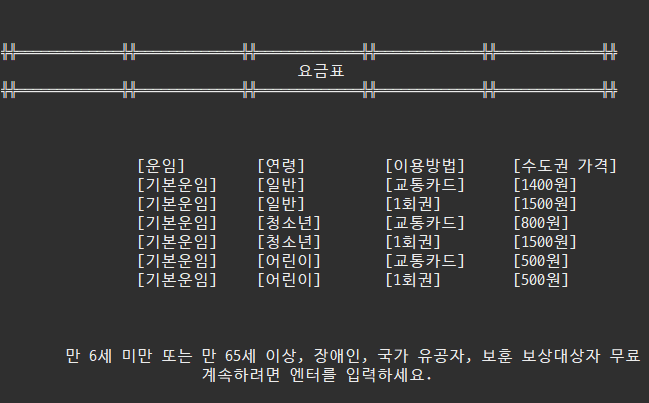 요금표
[운임] [연령] [이용방법] [수도권 가격]
[기본운임] [일반] [교통카드] [1400원]
[기본운임] [일반] [1회권] [1500원]
[기본운임] [청소년] [교통카드] [800원]
[기본운임] [청소년] [1회권] [1500원]
[기본운임] [어린이] [교통카드] [500원]
[기본운임] [어린이] [1회권] [500원]
만 6세 미만 또는 만 65세 이상, 장애인, 국가 유공자, 보훈 보상대상자 무료
계속하려면 엔터를 입력하세요.